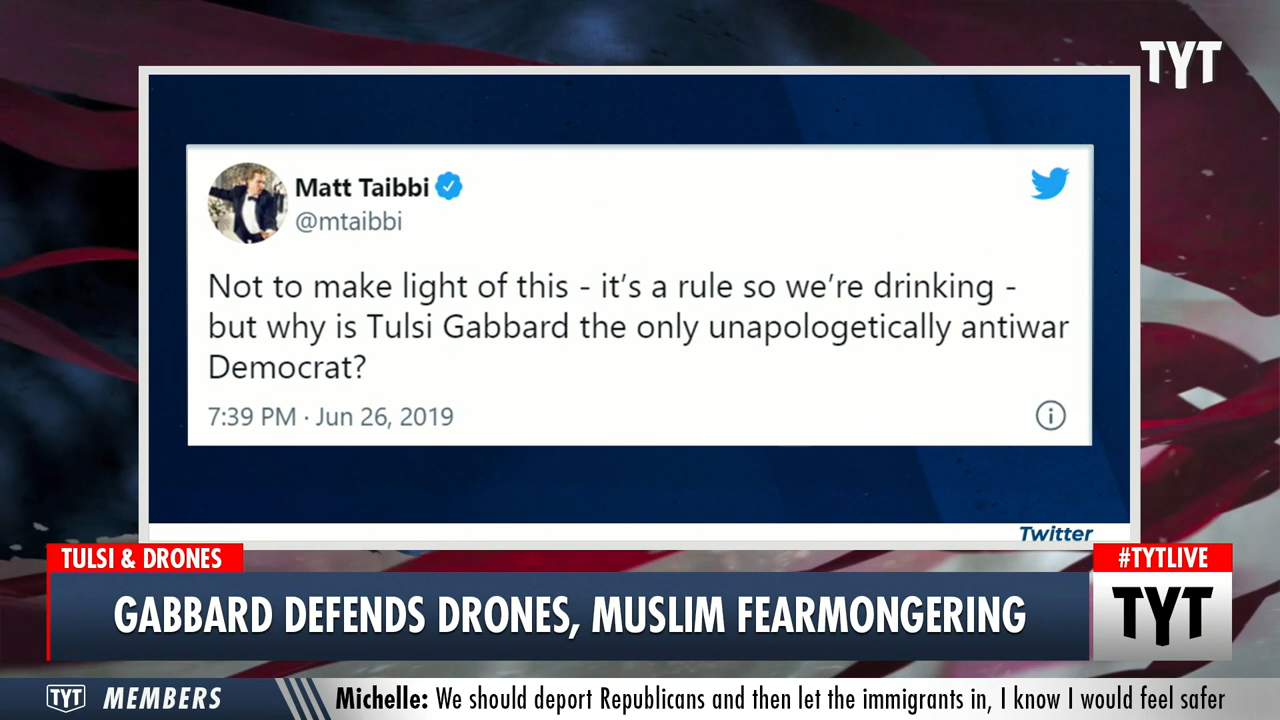 TYT
Matt Taibbi
@mtaibbi
Not to make light of this - it's a rule so we're drinking -
but why is Tulsi Gabbard the only unapologetically antiwar
Democrat?
7:39 PM · Jun 26, 2019
Twitter
TULSI & DRONES
#TYTLIVE
GABBARD DEFENDS DRONES, MUSLIM FEARMONGERING
TYT
TYT MEMBERS
Michelle: We should deport Republicans and then let the immigrants in, I know I would feel safer